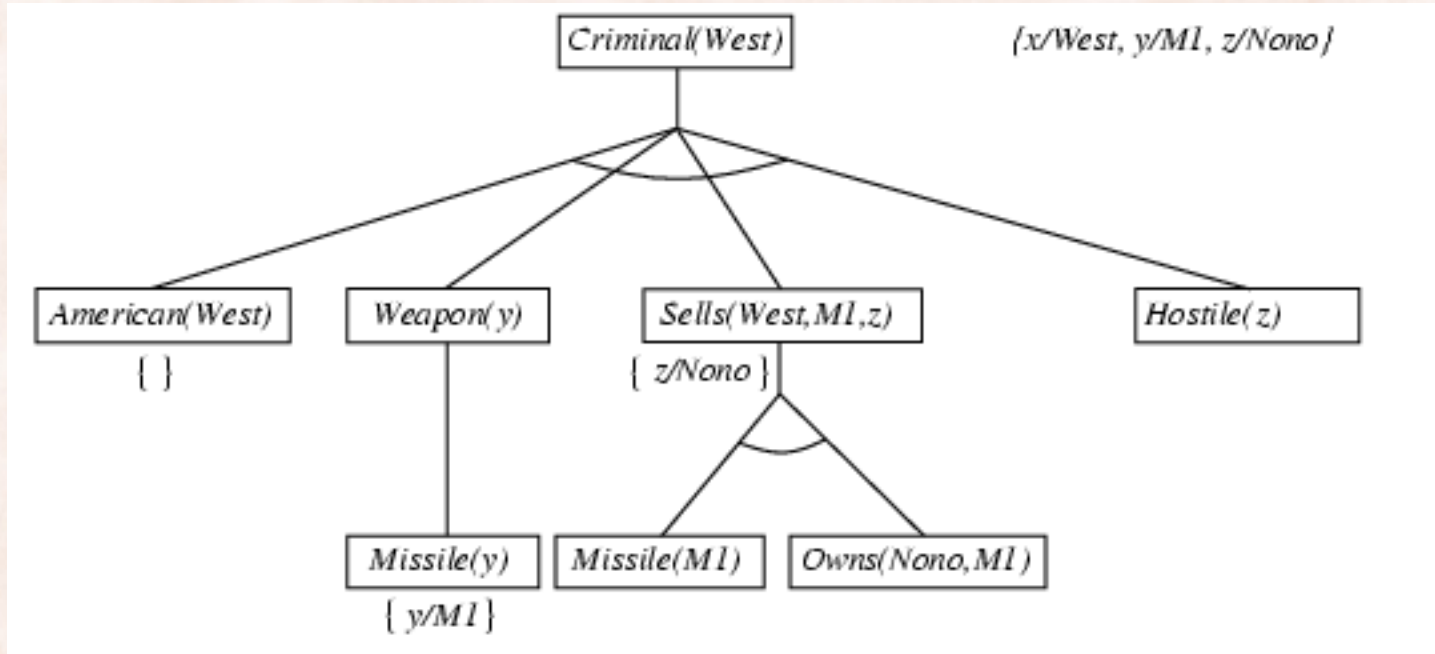 Criminal(West)
{x/West, y/M1, z/Nono}
American(West)
Weapon(y)
Sells(West,M1,z)
Hostile(z)
{ }
{ z/Nono }
Missile(y)
Missile(M1)
Owns(Nono,M1)
{ y/M1}